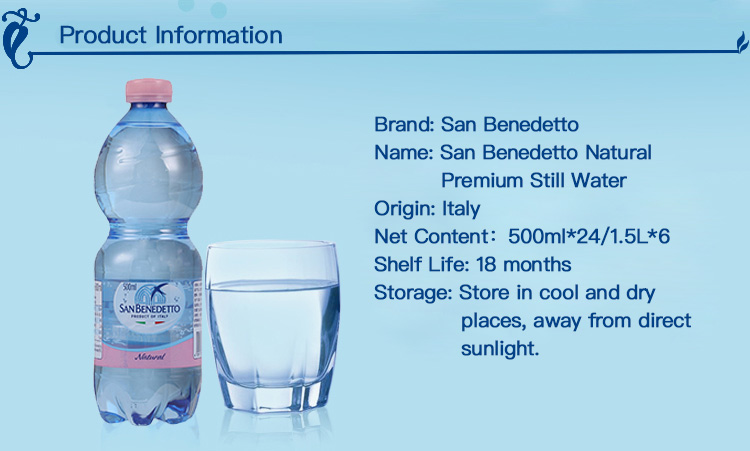 Product Information
Brand: San Benedetto
Name: San Benedetto Natural
Premium Still Water
Origin: Italy
Net Content： 500ml*24/1.5L*6
Shelf Life: 18 months
Storage: Store in cool and dry
places, away from direct
sunlight.
500ml
SAN BENEDETTO
PRODUCT OF ITALY
Natural